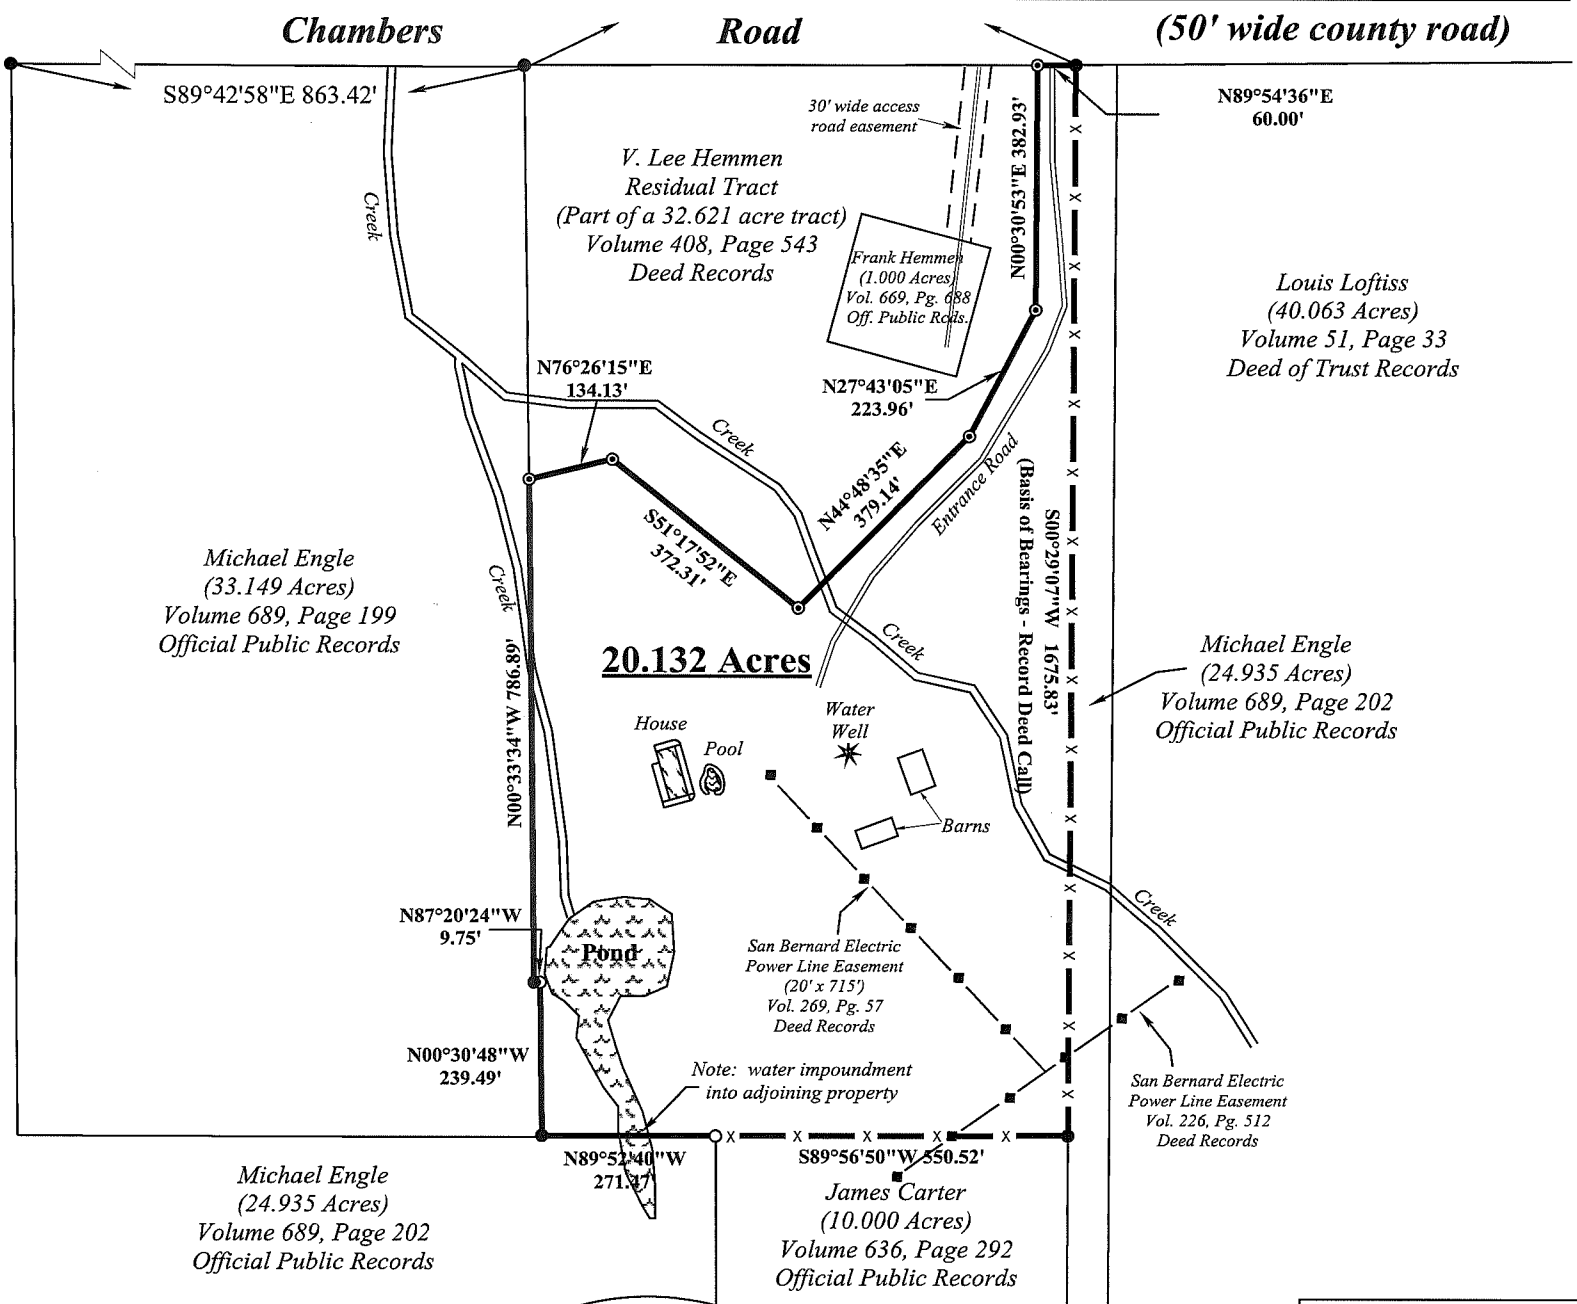 Chambers Road (50' wide county road)
S89°42'58"E 863.42'
N89°54'36"E
60.00'
30' wide access
road easement
N00°30'53"E 382.93'
V. Lee Hemmen
Residual Tract
(Part of a 32.621 acre tract)
Volume 408, Page 543
Deed Records
Creek
Frank Hemmen
(1.000 Acres)
Vol. 669, Pg. 688
Off. Public Rcds.
Louis Loftiss
(40.063 Acres)
Volume 51, Page 33
Deed of Trust Records
N76°26'15"E
134.13'
N27°43'05"E
223.96'
Creek
N44°48'35"E
379.14'
Entrance Road
S51°17'52"E
372.31'
S00°29'07"W 1675.83'
(Basis of Bearings - Record Deed Call)
Michael Engle
(33.149 Acres)
Volume 689, Page 199
Official Public Records
Creek
N00°33'34"W 786.89'
20.132 Acres
Creek
Michael Engle
(24.935 Acres)
Volume 689, Page 202
Official Public Records
House
Pool
Water
Well
Barns
N87°20'24"W
9.75'
Pond
San Bernard Electric
Power Line Easement
(20' x 715')
Vol. 269, Pg. 57
Deed Records
Creek
N00°30'48"W
239.49'
Note: water impoundment
into adjoining property
San Bernard Electric
Power Line Easement
Vol. 226, Pg. 512
Deed Records
X X X X X X X X X X X X X X X
X X X X X
N89°52'40"W
271.47'
S89°56'50"W 550.52'
Michael Engle
(24.935 Acres)
Volume 689, Page 202
Official Public Records
James Carter
(10.000 Acres)
Volume 636, Page 292
Official Public Records